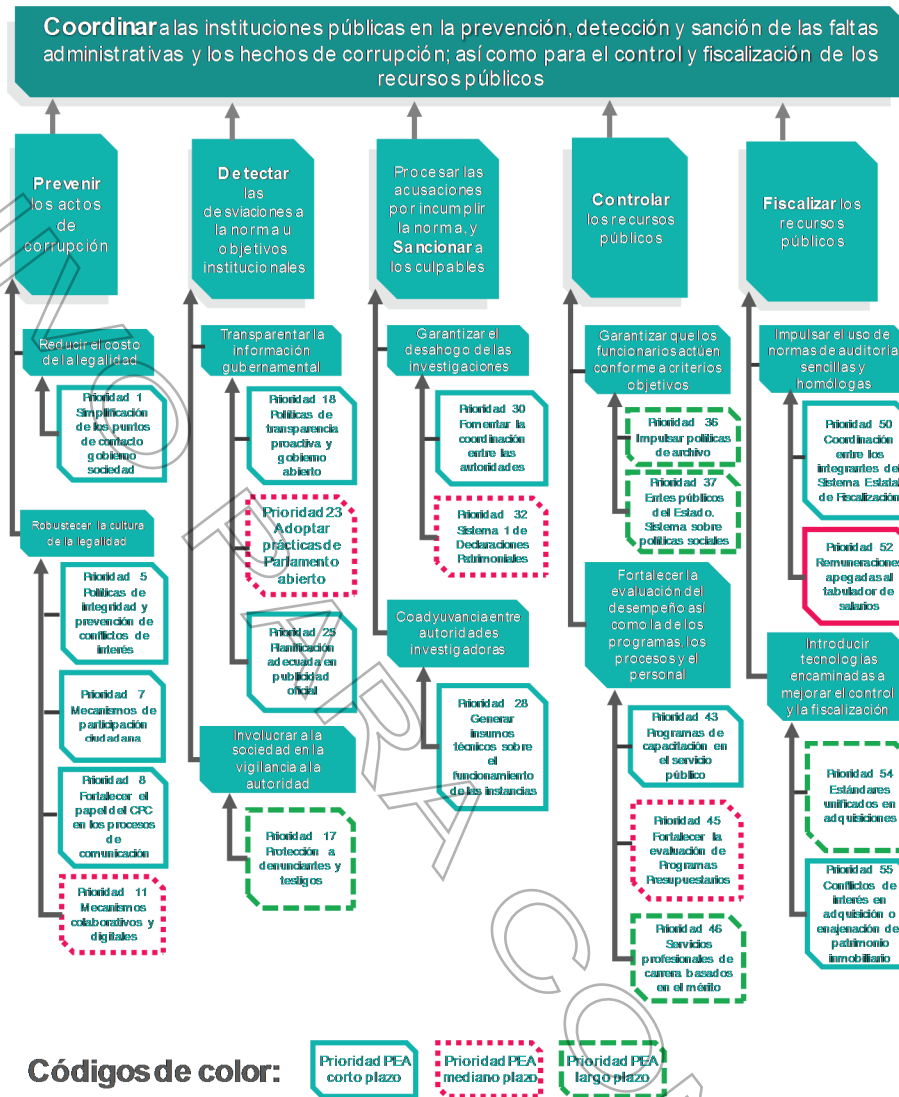 Coordinar a las instituciones públicas en la prevención, detección y sanción de las faltas
administrativas y los hechos de corrupción; así como para el control y fiscalización de los
recursos públicos
Prevenir
los actos
de
corrupción
Reducir el costo
de la legalidad
Prioridad 1
Simplificación
de los puntos
de contacto
gobierno
sociedad
Robustecer la cultura
de la legalidad
Prioridad 5
Políticas de
integridad y
prevención de
conflictos de
interés
Prioridad 7
Mecanismos de
participación
ciudadana
Prioridad 8
Fortalecer el
papel del CPC
en los procesos
de
comunicación
Prioridad 11
Mecanismos
colaborativos y
digitales
Detectar
las
desviaciones a
la norma u
objetivos
institucionales
Transparentar la
información
gubernamental
Prioridad 18
Políticas de
transparencia
proactiva y
gobierno
abierto
Prioridad 23
Adoptar
prácticas de
Parlamento
abierto
Prioridad 25
Planificación
adecuada en
publicidad
oficial
Involucrar a la
sociedad en la
vigilancia a la
autoridad
Prioridad 17
Protección a
denunciantes y
testigos
Procesar las
acusaciones
por incumplir
la norma, y
Sancionar a
los culpables
Garantizar el
desahogo de las
investigaciones
Prioridad 30
Fomentar la
coordinación
entre las
autoridades
Prioridad 32
Sistema 1 de
Declaraciones
Patrimoniales
Coadyuvancia entre
autoridades
investigadoras
Prioridad 28
Generar
insumos
técnicos sobre
el
funcionamiento
de las instancias
Controlar
los recursos
públicos
Garantizar que los
funcionarios actúen
conforme a criterios
objetivos
Prioridad 36
Impulsar políticas
de archivo
Prioridad 37
Entes públicos
del Estado.
Sistema sobre
políticas sociales
Fortalecer la
evaluación del
desempeño así
como la de los
programas, los
procesos y el
personal
Prioridad 43
Programas de
capacitación en
el servicio
público
Prioridad 45
Fortalecer la
evaluación de
Programas
Presupuestarios
Prioridad 46
Servicios
profesionales de
carrera basados
en el mérito
Fiscalizar los
recursos
públicos
Impulsar el uso de
normas de auditoría
sencillas y
homólogas
Prioridad 50
Coordinación
entre los
integrantes del
Sistema Estatal
de Fiscalización
Prioridad 52
Remuneraciones
apegadas al
tabulador de
salarios
Introducir
tecnologías
encaminadas a
mejorar el control
y la fiscalización
Prioridad 54
Estándares
unificados en
adquisiciones
Prioridad 55
Conflictos de
interés en
adquisición o
enajenación de
patrimonio
inmobiliario
Códigos de color:
Prioridad PEA
corto plazo
Prioridad PEA
mediano plazo
Prioridad PEA
largo plazo
IVO PARA CO